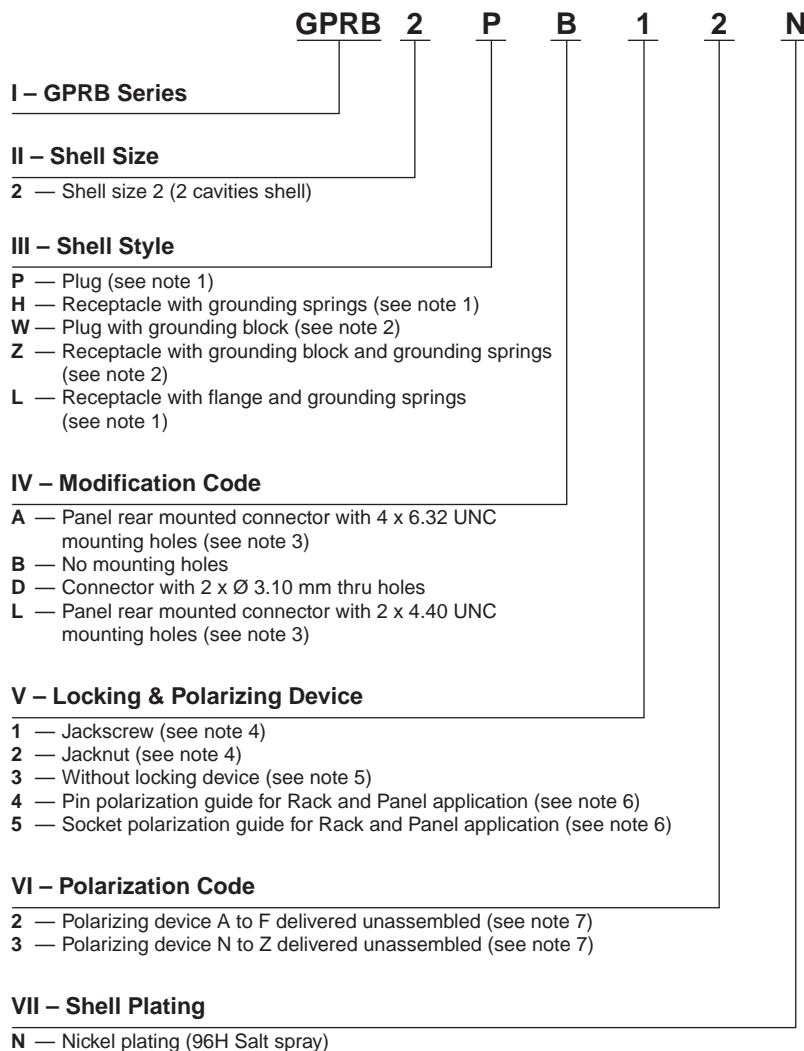 GPRB 2 P B 1 2 N
I – GPRB Series
II – Shell Size
2 — Shell size 2 (2 cavities shell)
III – Shell Style
P — Plug (see note 1)
H — Receptacle with grounding springs (see note 1)
W — Plug with grounding block (see note 2)
Z — Receptacle with grounding block and grounding springs
(see note 2)
L — Receptacle with flange and grounding springs
(see note 1)
IV – Modification Code
A — Panel rear mounted connector with 4 x 6.32 UNC
mounting holes (see note 3)
B — No mounting holes
D — Connector with 2 x Ø 3.10 mm thru holes
L — Panel rear mounted connector with 2 x 4.40 UNC
mounting holes (see note 3)
V – Locking & Polarizing Device
1 — Jackscrew (see note 4)
2 — Jacknut (see note 4)
3 — Without locking device (see note 5)
4 — Pin polarization guide for Rack and Panel application (see note 6)
5 — Socket polarization guide for Rack and Panel application (see note 6)
VI – Polarization Code
2 — Polarizing device A to F delivered unassembled (see note 7)
3 — Polarizing device N to Z delivered unassembled (see note 7)
VII – Shell Plating
N — Nickel plating (96H Salt spray)